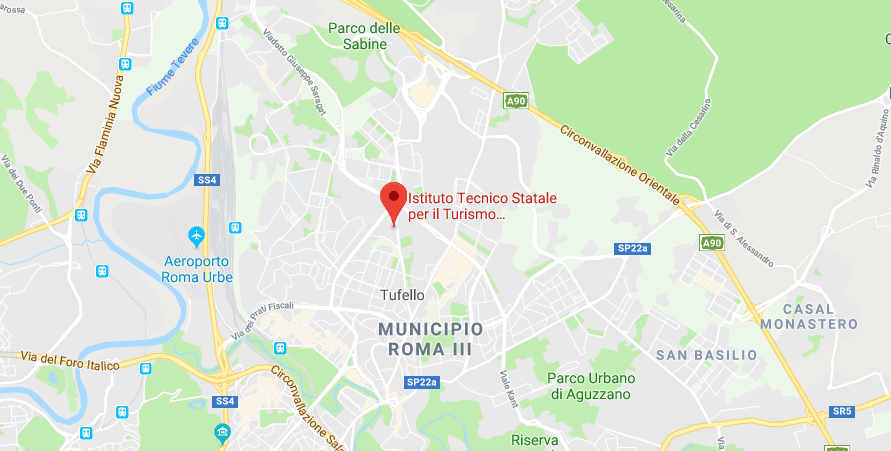 Parco delle
Sabine
arossa
Fiume Tevere
Viadotto Giuseppe Saragat
Via Flaminia Nuova
Via della Cesarina
A90
Circonvallazione Orientale
Via Rinaldo d'Aquino
Via dei Due Ponti
SS4
Istituto Tecnico Statale
per il Turismo...
Via di S. Alessandro
SP22a
A90
Aeroporto
Roma Urbe
Tufello
Via dei Prati Fiscali
CASAL
MONASTERO
MUNICIPIO
ROMA III
SAN BASILIO
Via del Foro Italico
SP22a
Viale Kant
Parco Urbano
di Aguzzano
Circonvallazione Sala
SS4
SR5
Riserva